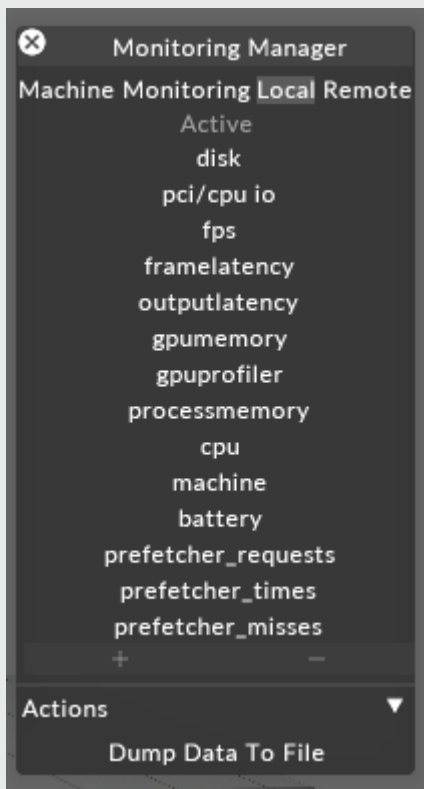 Monitoring Manager
Machine Monitoring Local Remote
Active
disk
pci/cpu io
fps
framelatency
outputlatency
gpumemory
gpuprofiler
processmemory
cpu
machine
battery
prefetcher_requests
prefetcher_times
prefetcher_misses
+ −
Actions
Dump Data To File